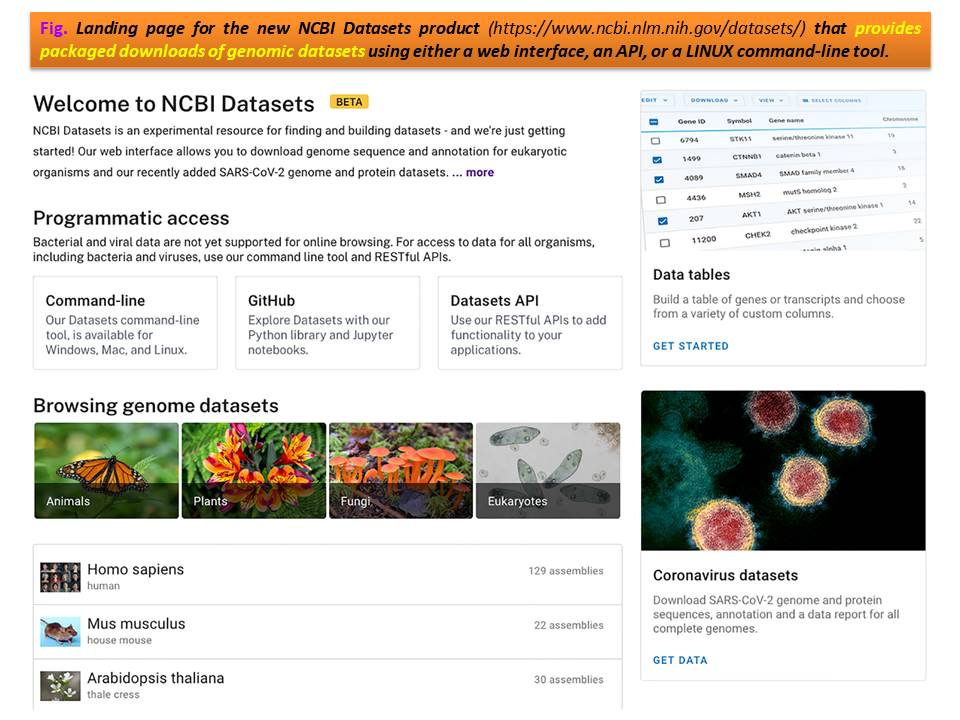 Fig. Landing page for the new NCBI Datasets product (https://www.ncbi.nlm.nih.gov/datasets/) that provides
packaged downloads of genomic datasets using either a web interface, an API, or a LINUX command-line tool.
Welcome to NCBI Datasets BETA
NCBI Datasets is an experimental resource for finding and building datasets - and we're just getting
started! Our web interface allows you to download genome sequence and annotation for eukaryotic
organisms and our recently added SARS-CoV-2 genome and protein datasets. ... more
Programmatic access
Bacterial and viral data are not yet supported for online browsing. For access to data for all organisms,
including bacteria and viruses, use our command line tool and RESTful APIs.
Command-line
Our Datasets command-line
tool, is available for
Windows, Mac, and Linux.
GitHub
Explore Datasets with our
Python library and Jupyter
notebooks.
Datasets API
Use our RESTful APIs to add
functionality to your
applications.
Browsing genome datasets
Animals
Plants
Fungi
Eukaryotes
Homo sapiens
human
129 assemblies
Mus musculus
house mouse
22 assemblies
Arabidopsis thaliana
thale cress
30 assemblies
EDIT DOWNLOAD VIEW SELECT COLUMNS
Gene ID Symbol Gene name Chromosome
6794 STK11 serine/threonine kinase 11 19
1499 CTNNB1 catenin beta 1 3
4089 SMAD4 SMAD family member 4 18
4436 MSH2 mutS homolog 2 2
207 AKT1 AKT serine/threonine kinase 1 14
11200 CHEK2 checkpoint kinase 2 22
alpha 1 5
Data tables
Build a table of genes or transcripts and choose
from a variety of custom columns.
GET STARTED
Coronavirus datasets
Download SARS-CoV-2 genome and protein
sequences, annotation and a data report for all
complete genomes.
GET DATA